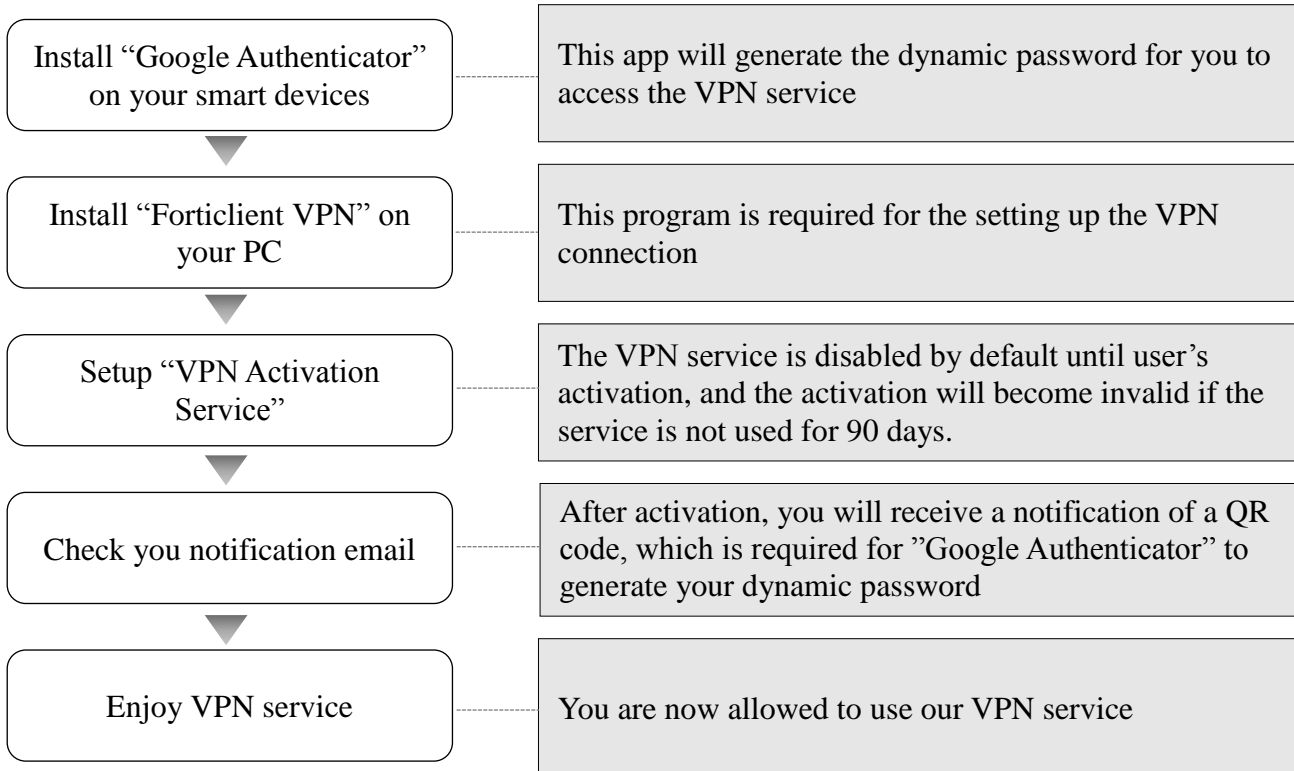 Install “Google Authenticator”
on your smart devices
This app will generate the dynamic password for you to
access the VPN service
Install “Forticlient VPN” on
your PC
This program is required for the setting up the VPN
connection
Setup “VPN Activation
Service”
The VPN service is disabled by default until user’s
activation, and the activation will become invalid if the
service is not used for 90 days.
Check you notification email
After activation, you will receive a notification of a QR
code, which is required for ”Google Authenticator” to
generate your dynamic password
Enjoy VPN service
You are now allowed to use our VPN service